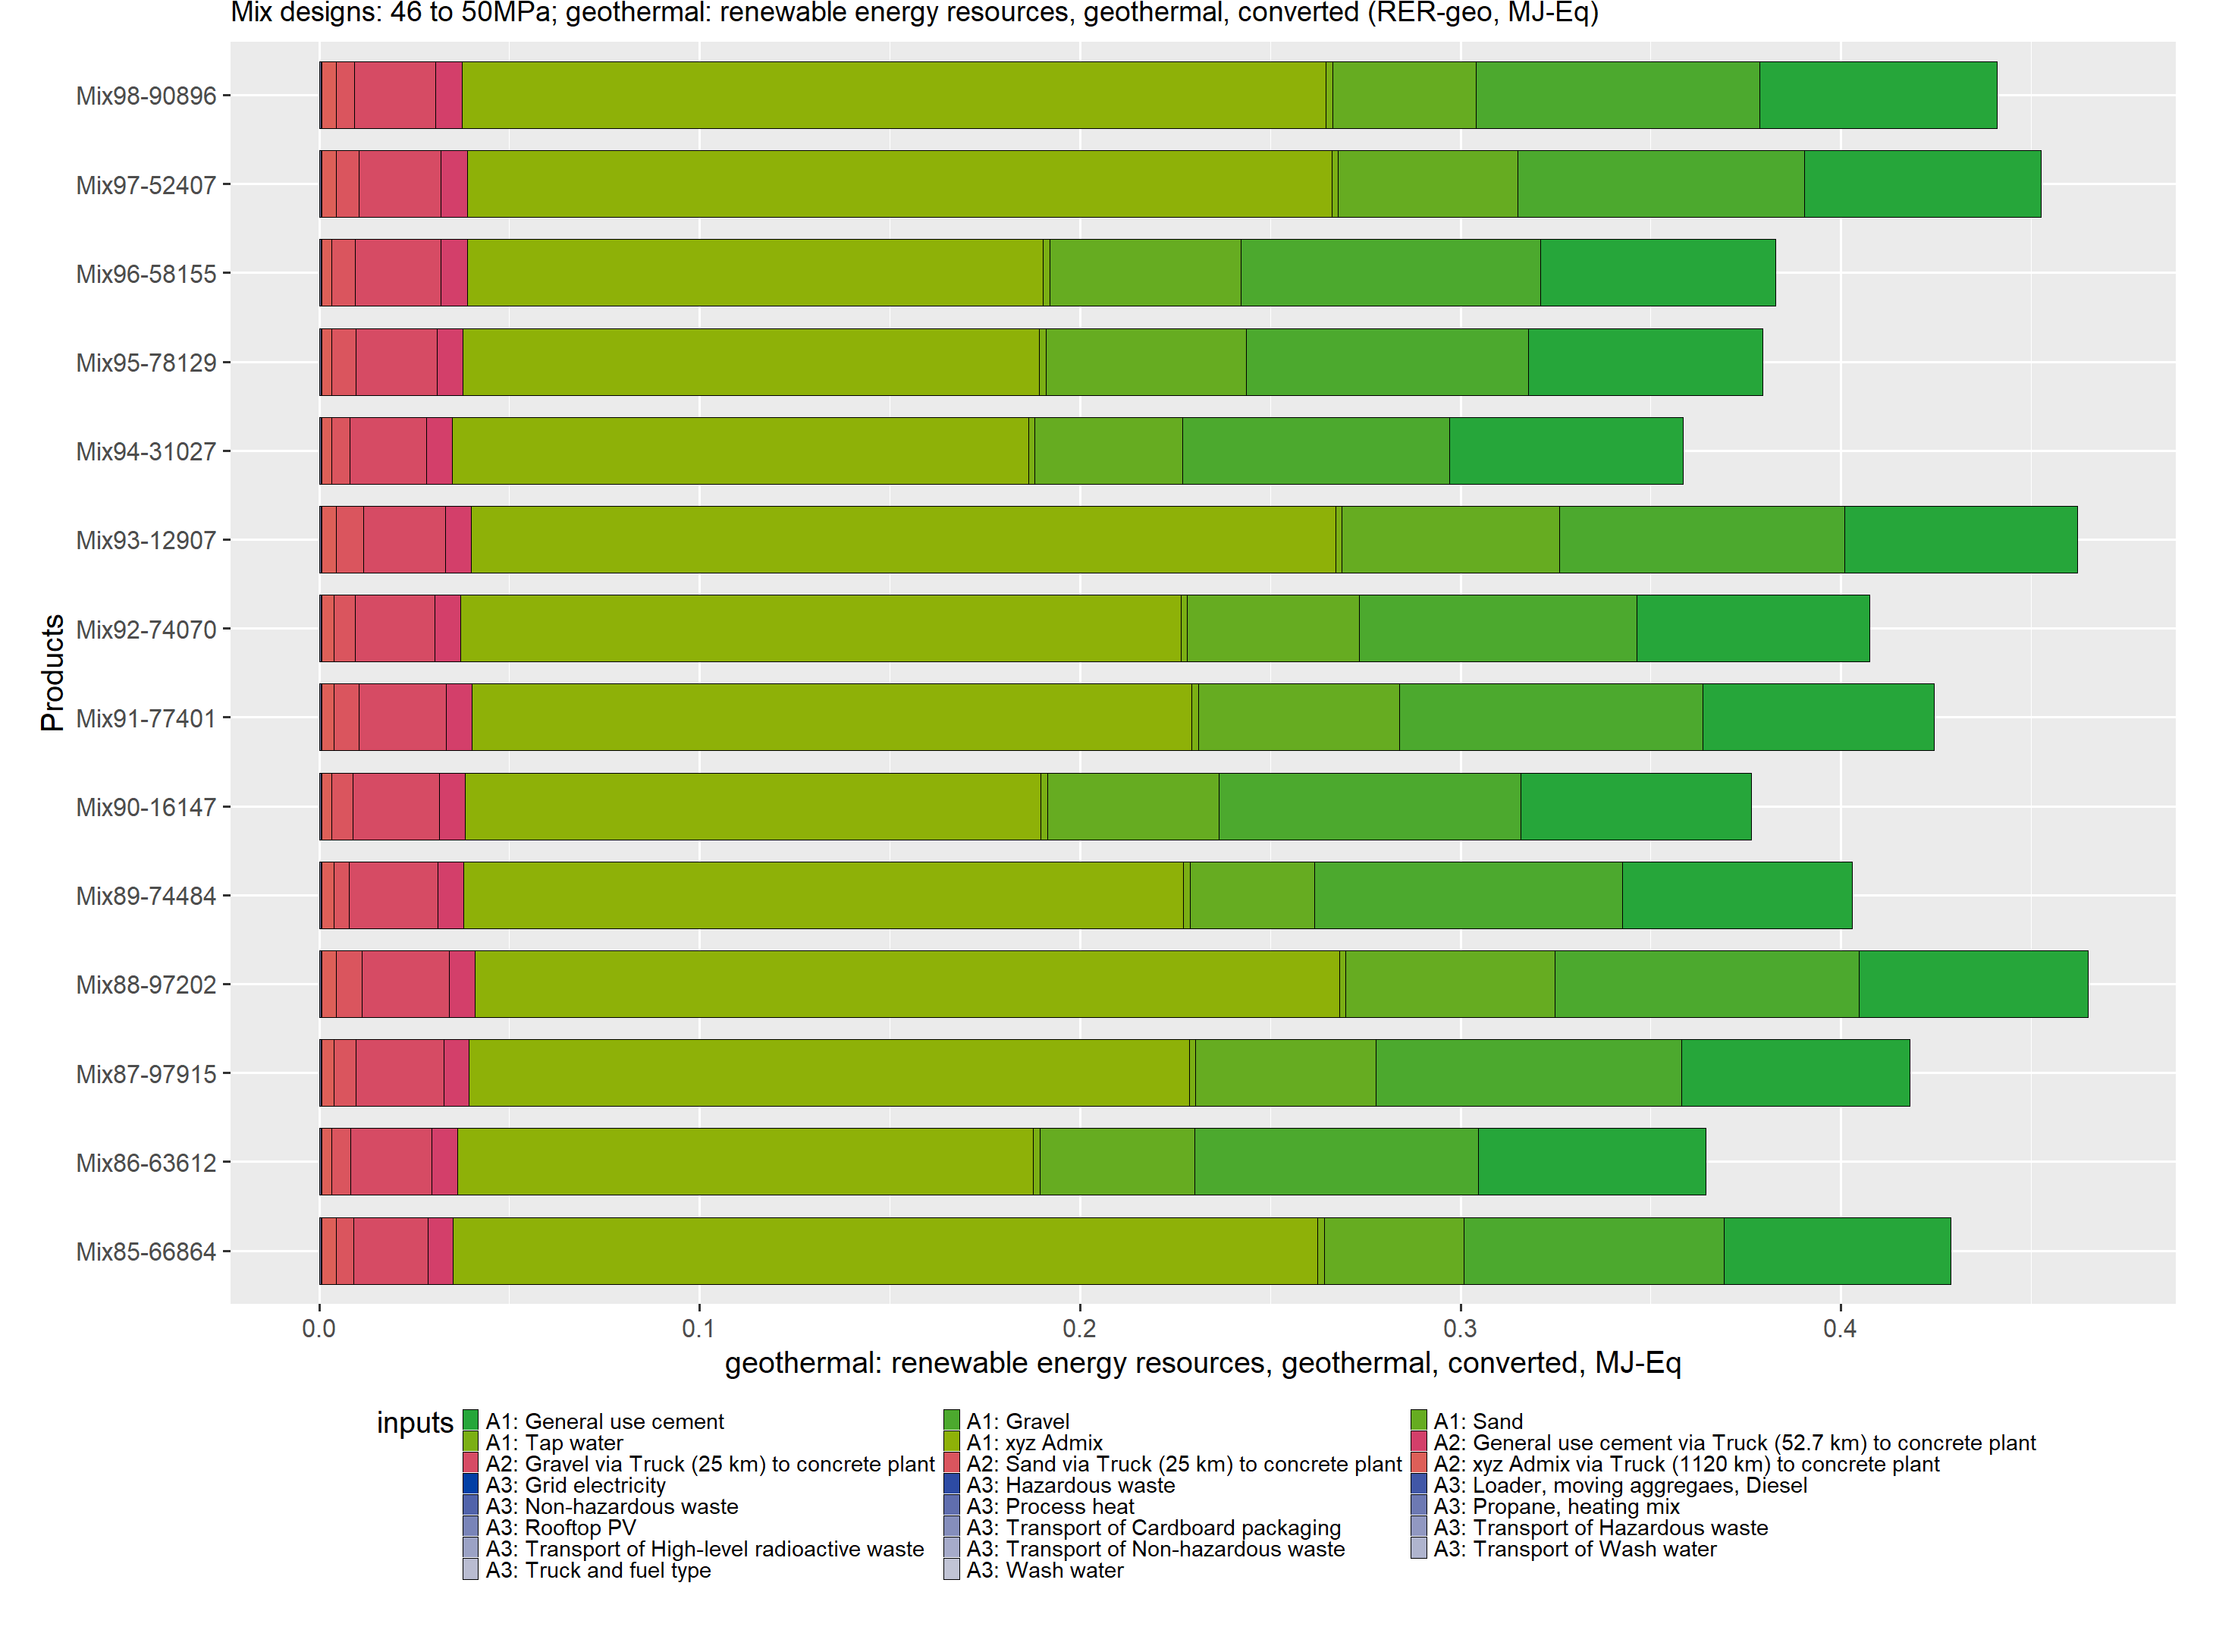 Mix designs: 46 to 50MPa; geothermal: renewable energy resources, geothermal, converted (RER-geo, MJ-Eq)
Products
Mix98-90896
Mix97-52407
Mix96-58155
Mix95-78129
Mix94-31027
Mix93-12907
Mix92-74070
Mix91-77401
Mix90-16147
Mix89-74484
Mix88-97202
Mix87-97915
Mix86-63612
Mix85-66864
0.0 0.1 0.2 0.3 0.4
geothermal: renewable energy resources, geothermal, converted, MJ-Eq
inputs
A1: General use cement A1: Gravel A1: Sand
A1: Tap water A1: xyz Admix A2: General use cement via Truck (52.7 km) to concrete plant
A2: Gravel via Truck (25 km) to concrete plant A2: Sand via Truck (25 km) to concrete plant A2: xyz Admix via Truck (1120 km) to concrete plant
A3: Grid electricity A3: Hazardous waste A3: Loader, moving aggregaes, Diesel
A3: Non-hazardous waste A3: Process heat A3: Propane, heating mix
A3: Rooftop PV A3: Transport of Cardboard packaging A3: Transport of Hazardous waste
A3: Transport of High-level radioactive waste A3: Transport of Non-hazardous waste A3: Transport of Wash water
A3: Truck and fuel type A3: Wash water